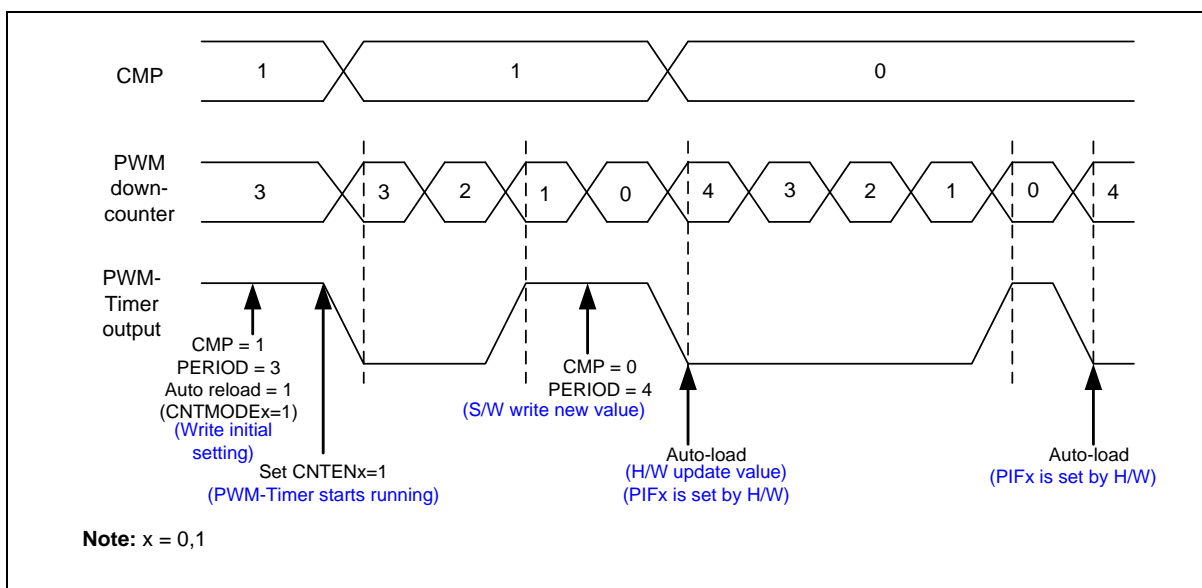 CMP
1
1
0
PWM
down-
counter
3
3
2
1
0
4
3
2
1
0
4
PWM-
Timer
output
CMP = 1
PERIOD = 3
Auto reload = 1
(CNTMODEx=1)
(Write initial
setting)
Set CNTENx=1
(PWM-Timer starts running)
CMP = 0
PERIOD = 4
(S/W write new value)
Auto-load
(H/W update value)
(PIFx is set by H/W)
Auto-load
(PIFx is set by H/W)
Note: x = 0,1